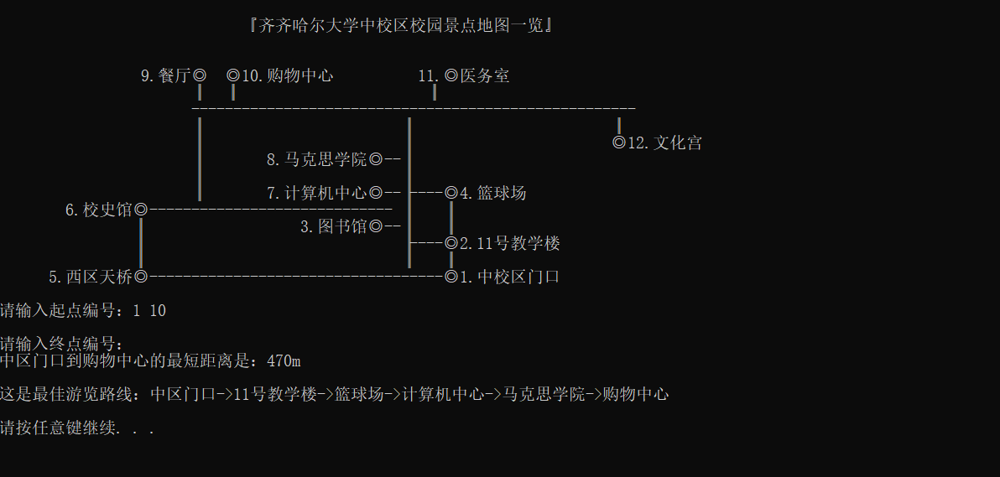 『齐齐哈尔大学中校区校园景点地图一览』
9.餐厅◎ ◎10.购物中心 11.◎医务室
◎12.文化宫
8.马克思学院◎--
7.计算机中心◎-- ----◎4.篮球场
6.校史馆◎-----------------------------
3.图书馆◎--
----◎2.11号教学楼
5.西区天桥◎-----------------------------------◎1.中校区门口
请输入起点编号：1 10
请输入终点编号：
中区门口到购物中心的最短距离是：470m
这是最佳游览路线：中区门口->11号教学楼->篮球场->计算机中心->马克思学院->购物中心
请按任意键继续. . .